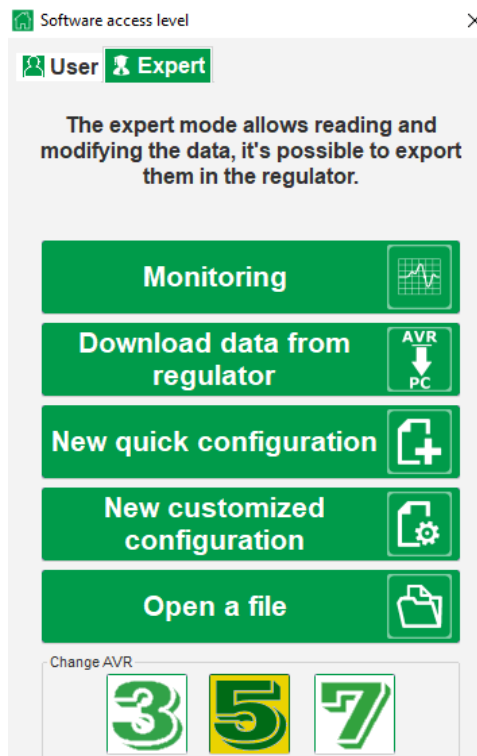 Software access level
User
Expert
The expert mode allows reading and
modifying the data, it's possible to export
them in the regulator.
Monitoring
Download data from
regulator
AVR
PC
New quick configuration
New customized
configuration
Open a file
Change AVR
3 5 7